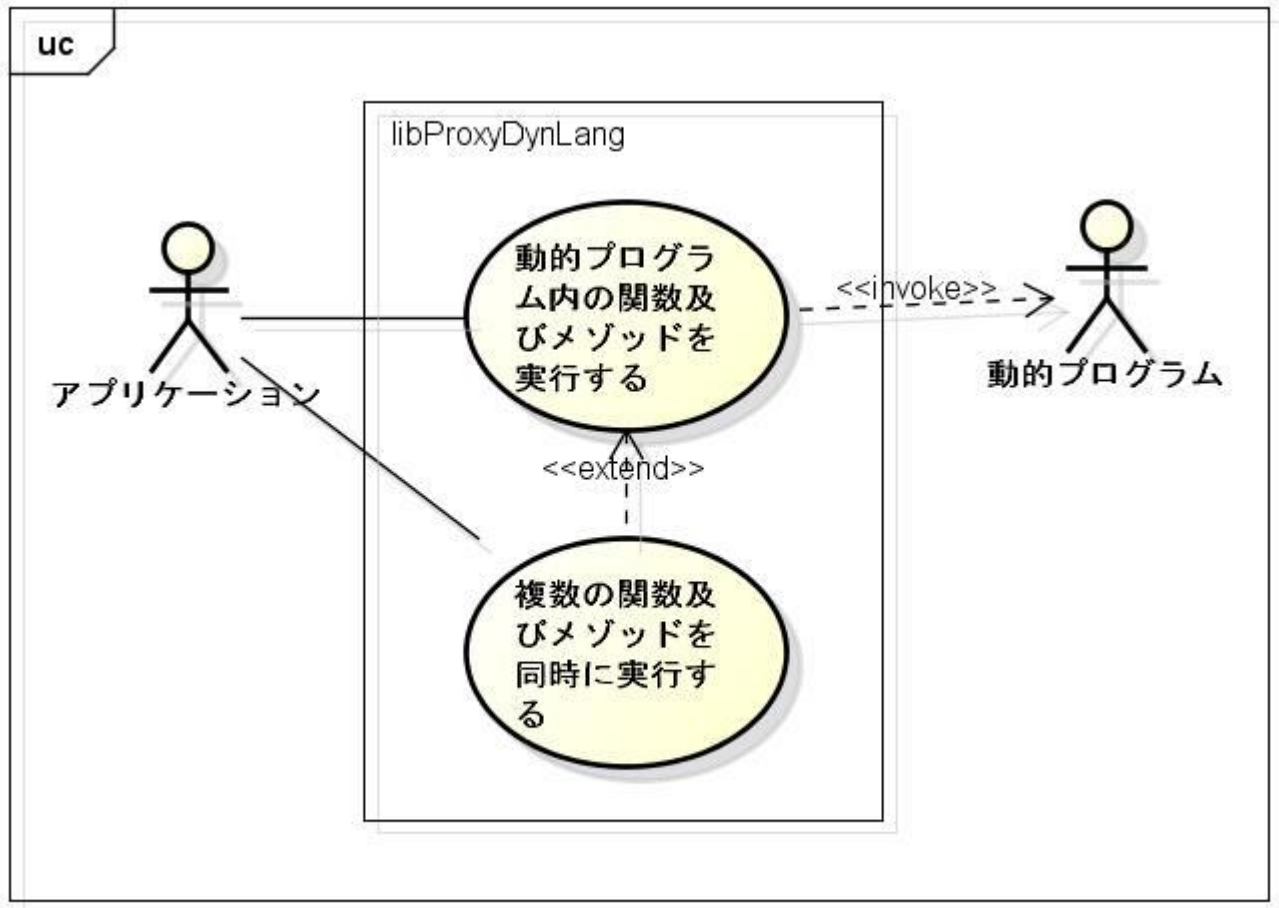 uc
libProxyDynLang
動的プログラ
ム内の関数及
びメゾッドを
実行する
<<invoke>>
動的プログラム
アプリケーション
<<extend>>
複数の関数及
びメゾッドを
同時に実行す
る